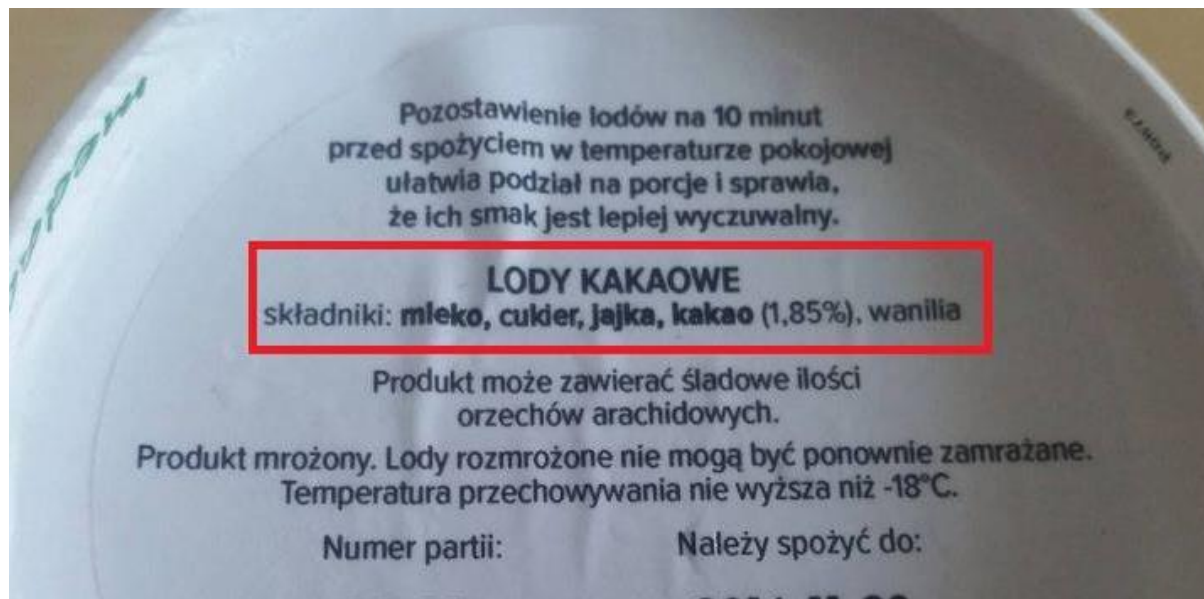 Pozostawienie lodów na 10 minut
przed spożyciem w temperaturze pokojowej
ułatwia podział na porcje i sprawia,
że ich smak jest lepiej wyczuwalny.
LODY KAKAOWE
składniki: mleko, cukier, jajka, kakao (1,85%), wanilia
Produkt może zawierać śladowe ilości
orzechów arachidowych.
Produkt mrożony. Lody rozmrożone nie mogą być ponownie zamrażane.
Temperatura przechowywania nie wyższa niż -18°C.
Numer partii: Należy spożyć do: